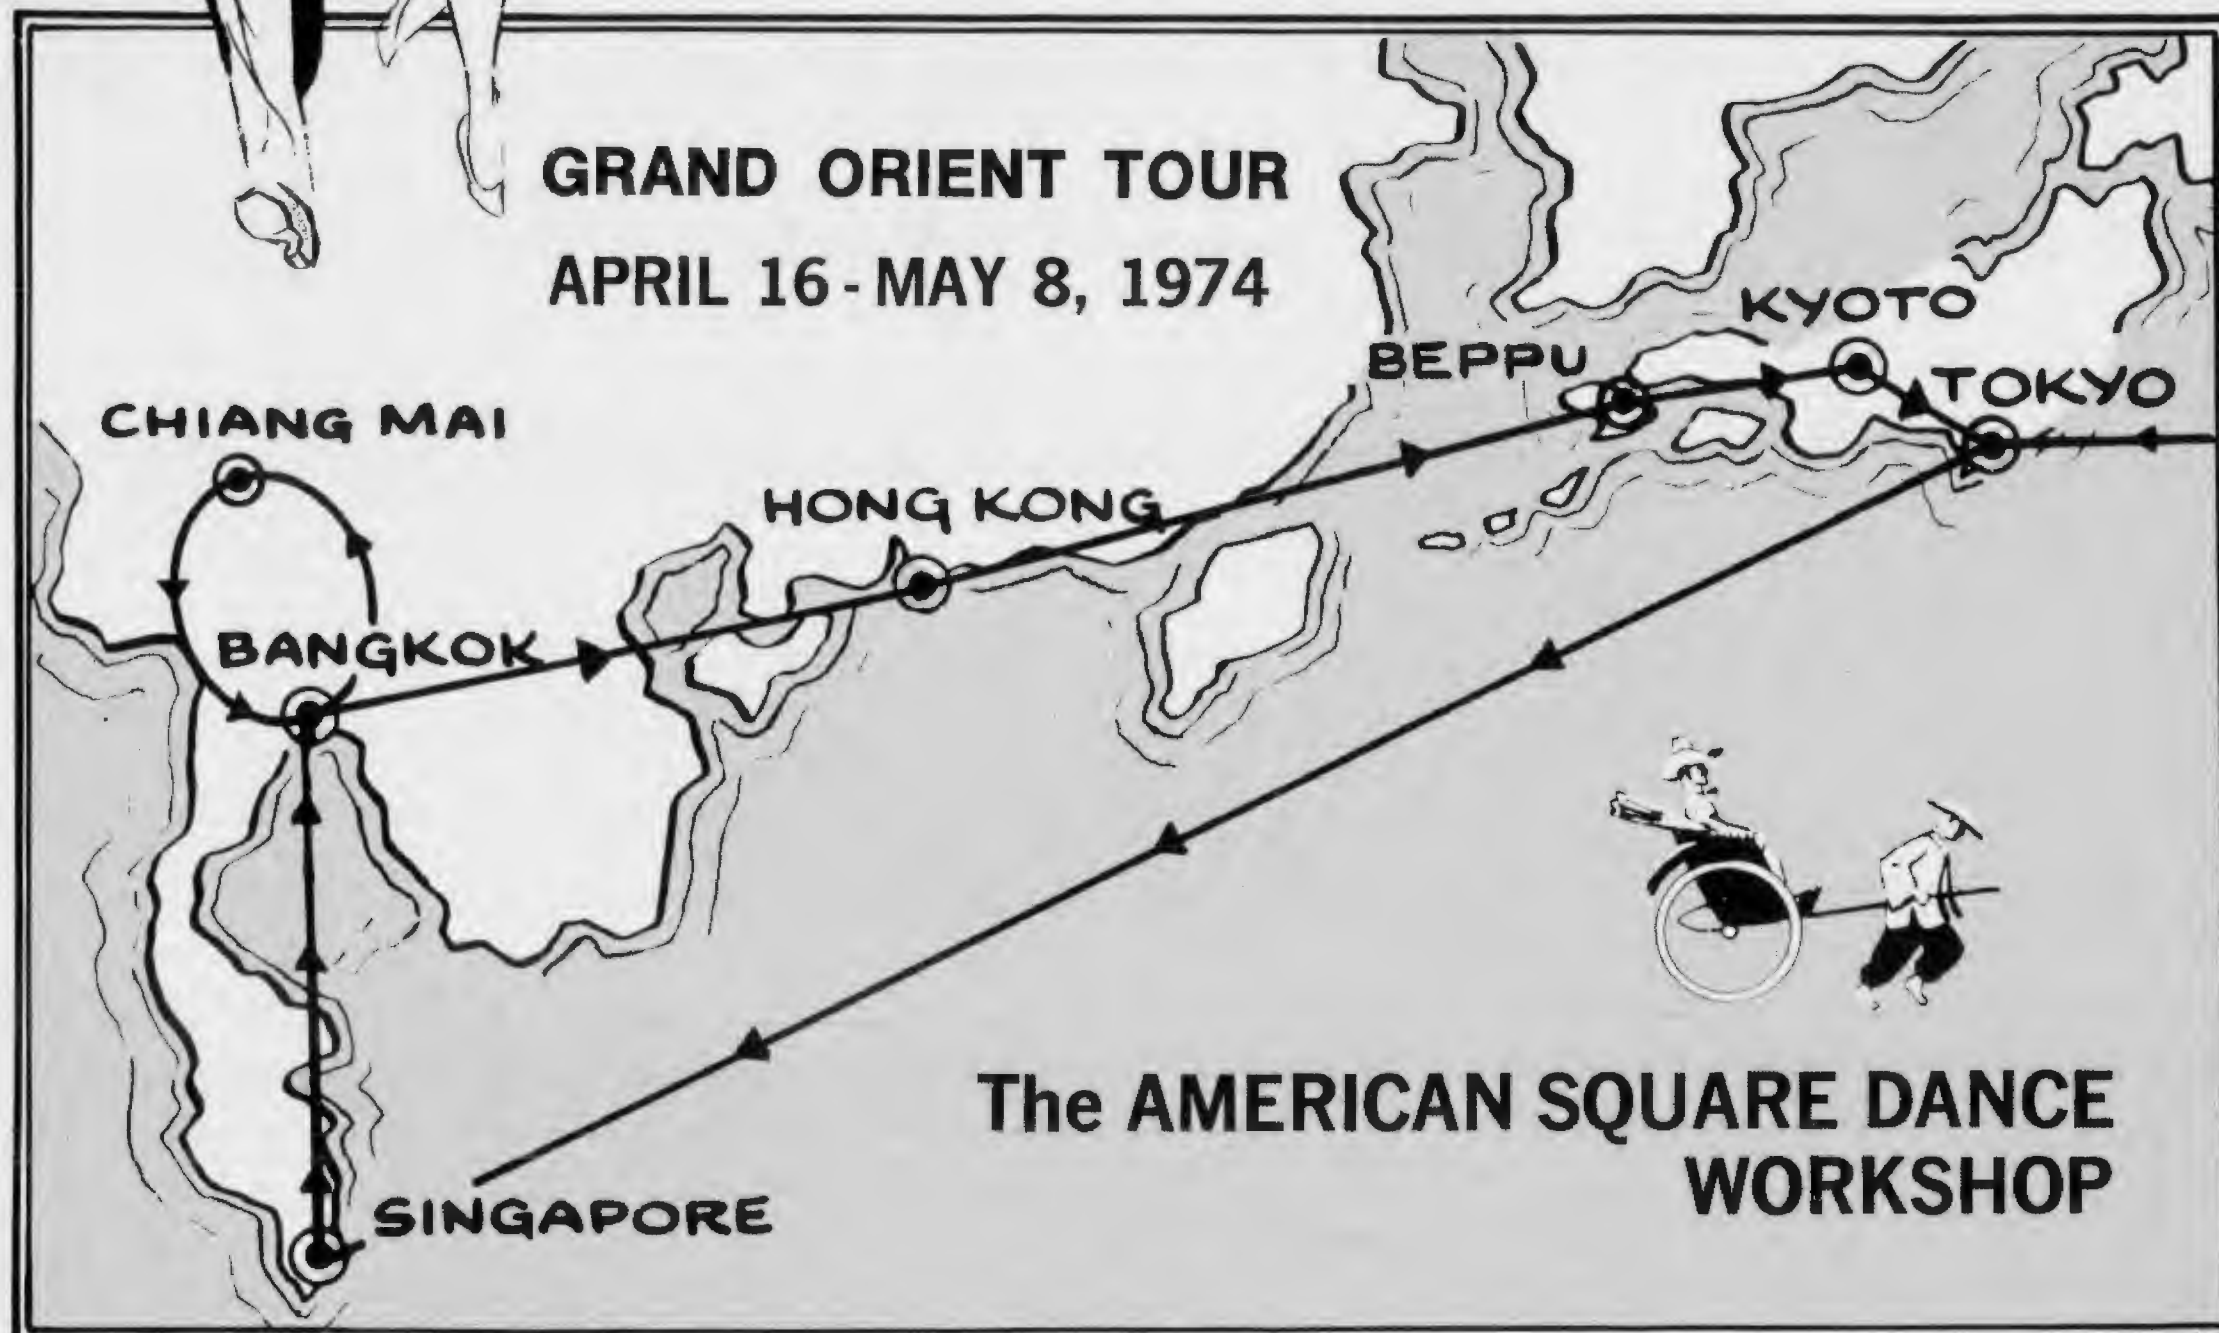 GRAND ORIENT TOUR
APRIL 16 - MAY 8, 1974
KYOTO
BEPPU
TOKYO
CHIANG MAI
HONG KONG
BANGKOK
SINGAPORE
The AMERICAN SQUARE DANCE
WORKSHOP